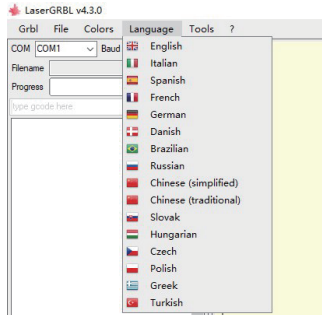 LaserGRBL v4.3.0
Grbl File Colors Language Tools ?
COM COM1 Baud
Filename
Progress
type gcode here
English
Italian
Spanish
French
German
Danish
Brazilian
Russian
Chinese (simplified)
Chinese (traditional)
Slovak
Hungarian
Czech
Polish
Greek
Turkish